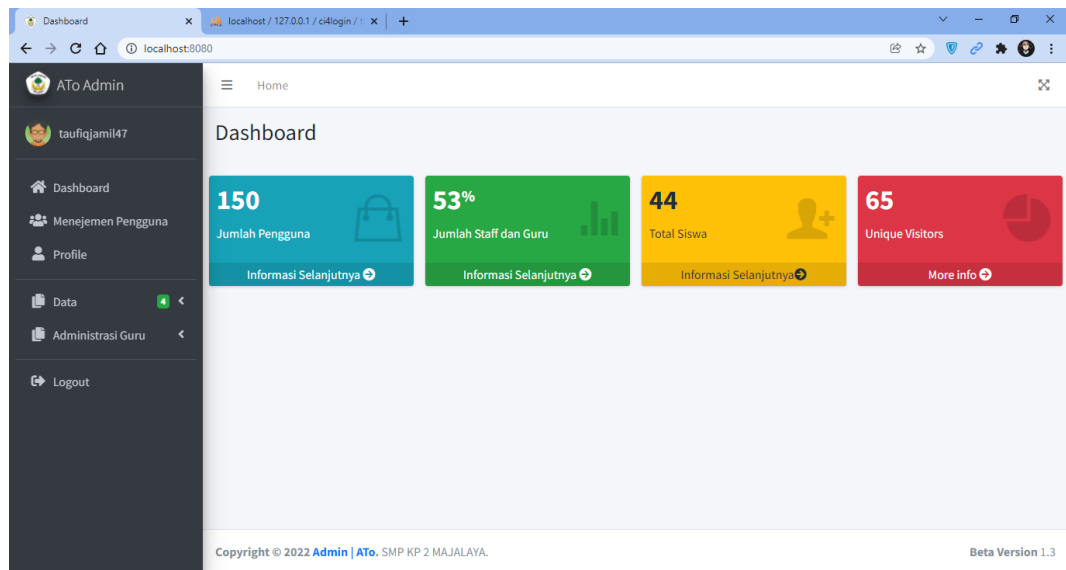 Dashboard
localhost / 127.0.0.1 / ci4login /
localhost:8080
ATo Admin
Home
taufiqjamil47
Dashboard
Menejemen Pengguna
Profile
Data 4
Administrasi Guru
Logout
Dashboard
150
Jumlah Pengguna
Informasi Selanjutnya
53%
Jumlah Staff dan Guru
Informasi Selanjutnya
44
Total Siswa
Informasi Selanjutnya
65
Unique Visitors
More info
Copyright © 2022 Admin | ATo. SMP KP 2 MAJALAYA.
Beta Version 1.3